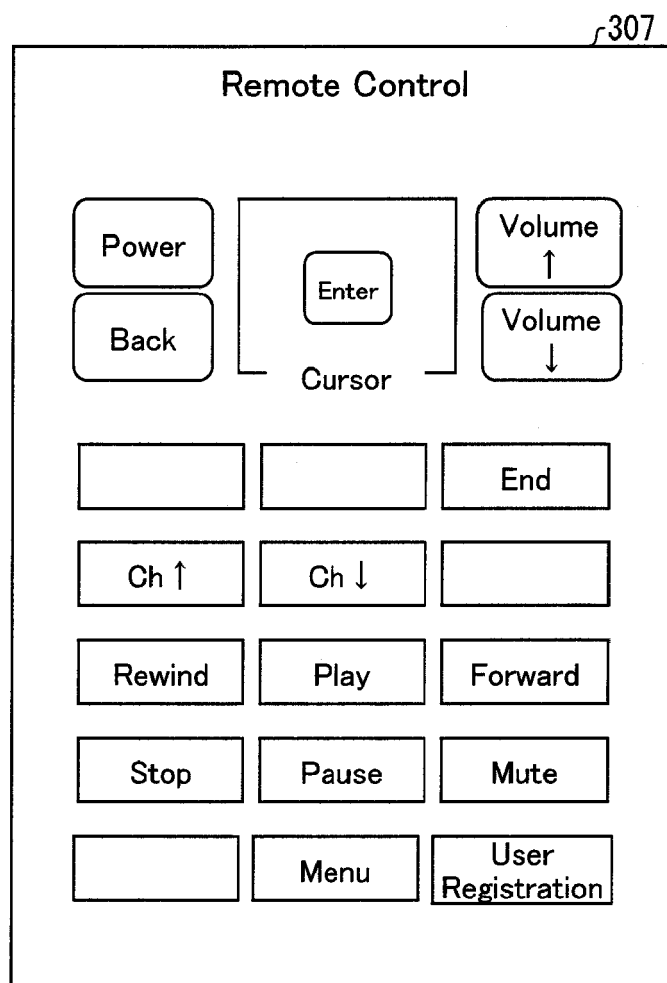 307
Remote Control
Power
Back
Enter
Cursor
Volume
↑
Volume
↓
End
Ch ↑
Ch ↓
Rewind
Play
Forward
Stop
Pause
Mute
Menu
User
Registration